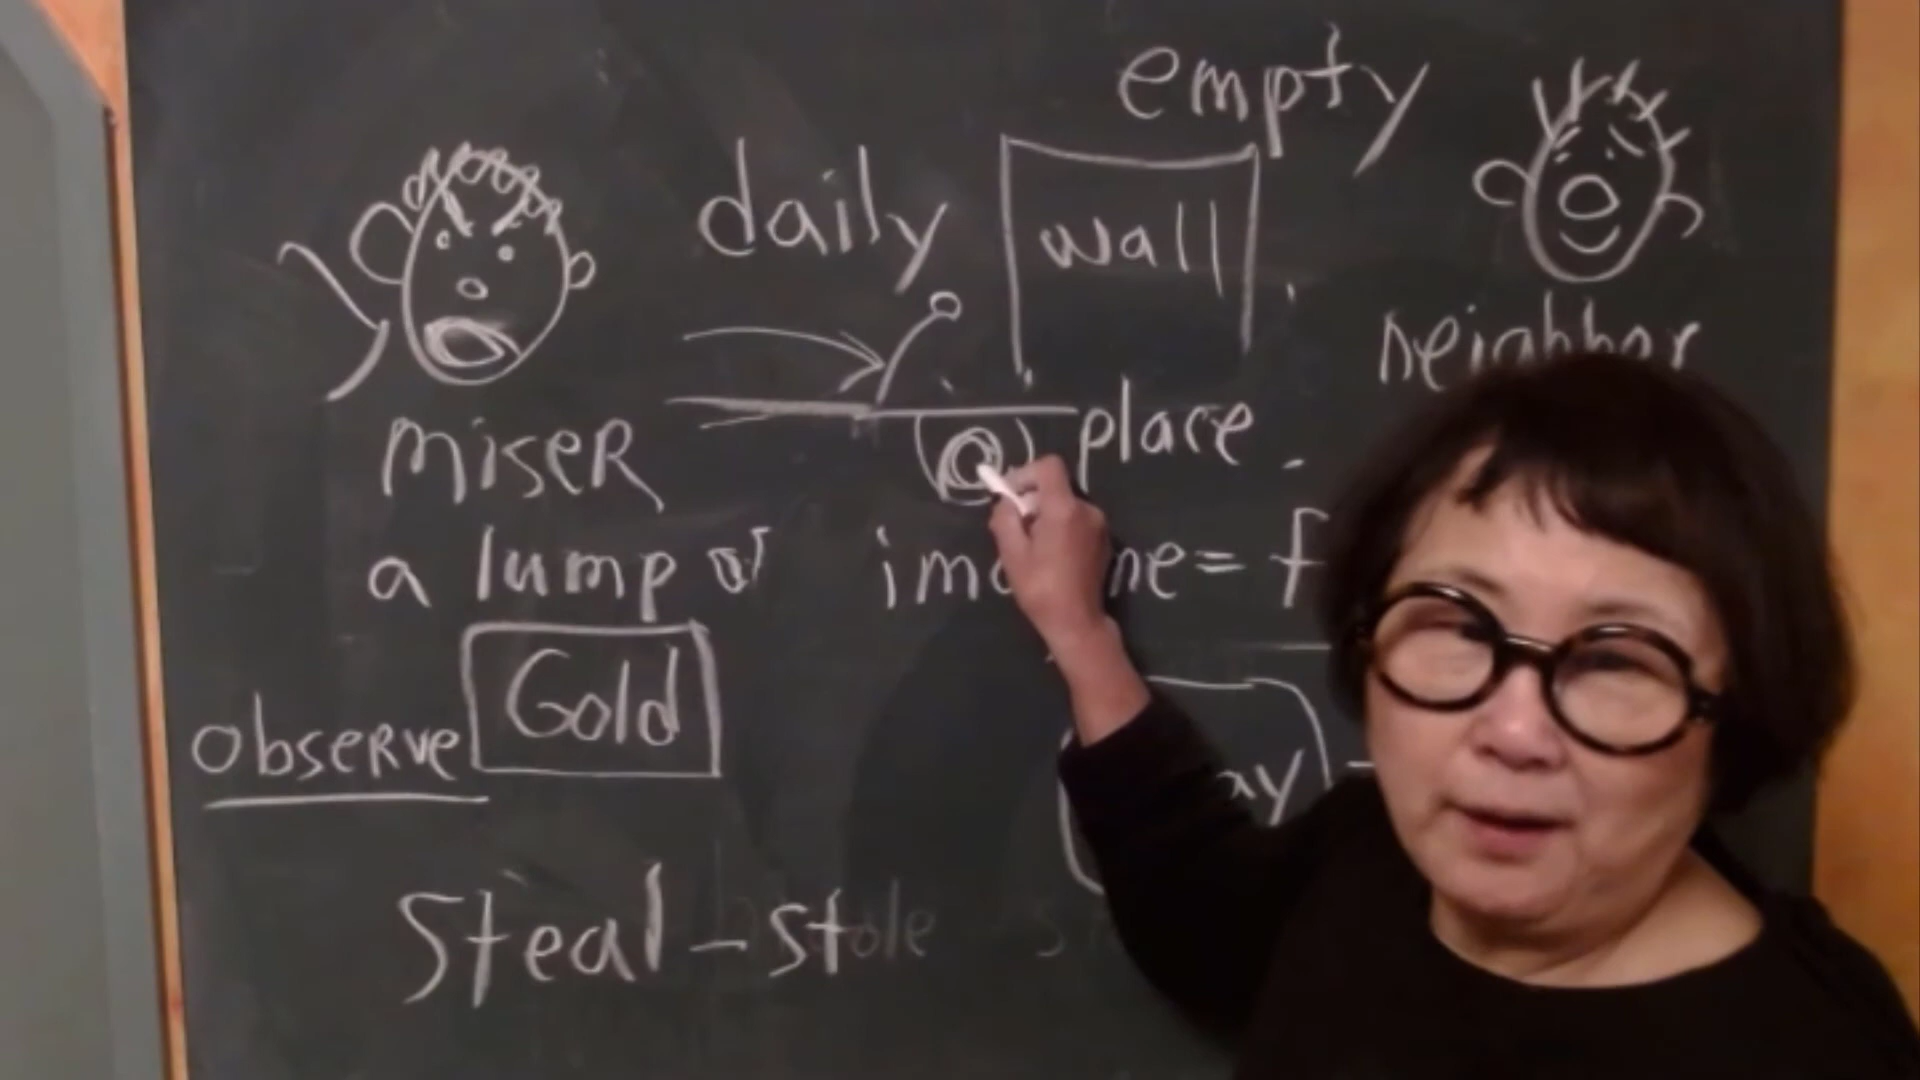 empty
daily
wall
neighbor
miser
place
a lump of
Gold
observe
steal - stole